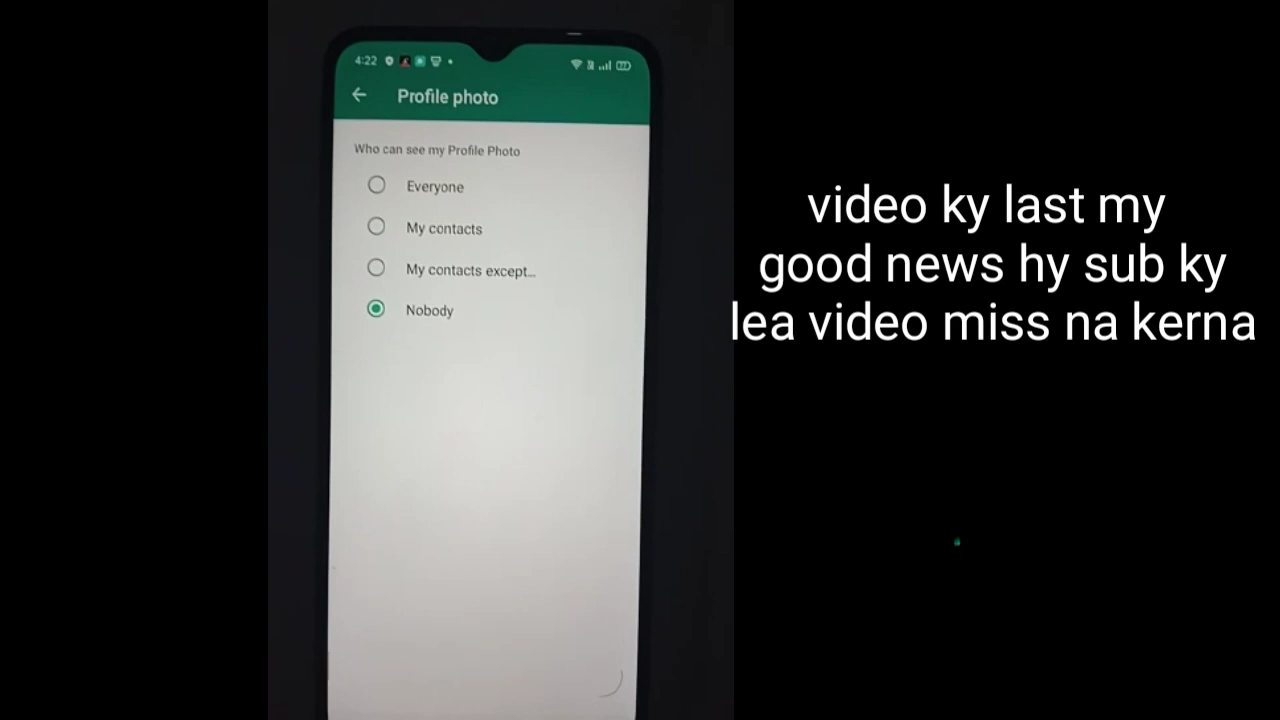 4:22
Profile photo
Who can see my Profile Photo
Everyone
My contacts
My contacts except...
Nobody
video ky last my
good news hy sub ky
lea video miss na kerna